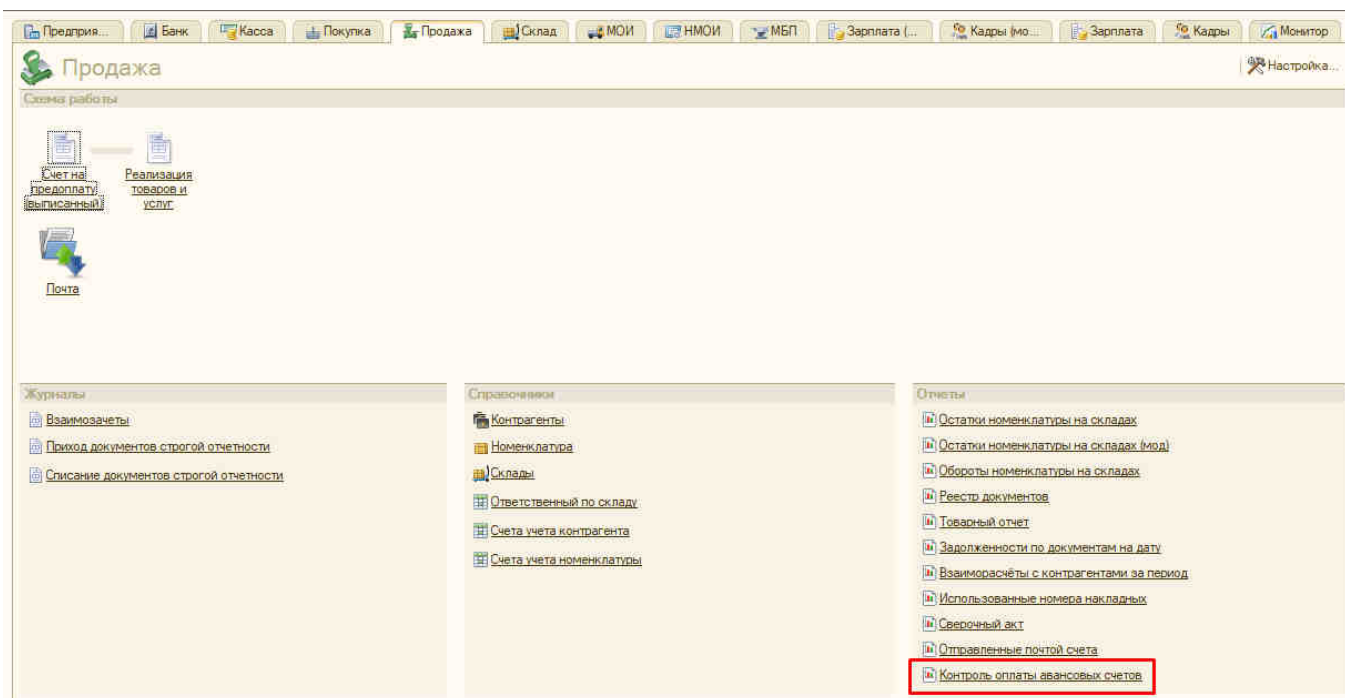 Предприя... Банк Касса Покупка Продажа Склад МОИ НМОИ МБП Зарплата (... Кадры (мо... Зарплата Кадры Монитор
Продажа Настройка...
Схема работы
Счет на
предоплату
(выписанный)
Реализация
товаров и
услуг
Почта
Журналы
Взаимозачеты
Приход документов строгой отчетности
Списание документов строгой отчетности
Справочники
Контрагенты
Номенклатура
Склады
Ответственный по складу
Счета учета контрагента
Счета учета номенклатуры
Отчеты
Остатки номенклатуры на складах
Остатки номенклатуры на складах (мод)
Обороты номенклатуры на складах
Реестр документов
Товарный отчет
Задолженности по документам на дату
Взаиморасчёты с контрагентами за период
Использованные номера накладных
Сверочный акт
Отправленные почтой счета
Контроль оплаты авансовых счетов